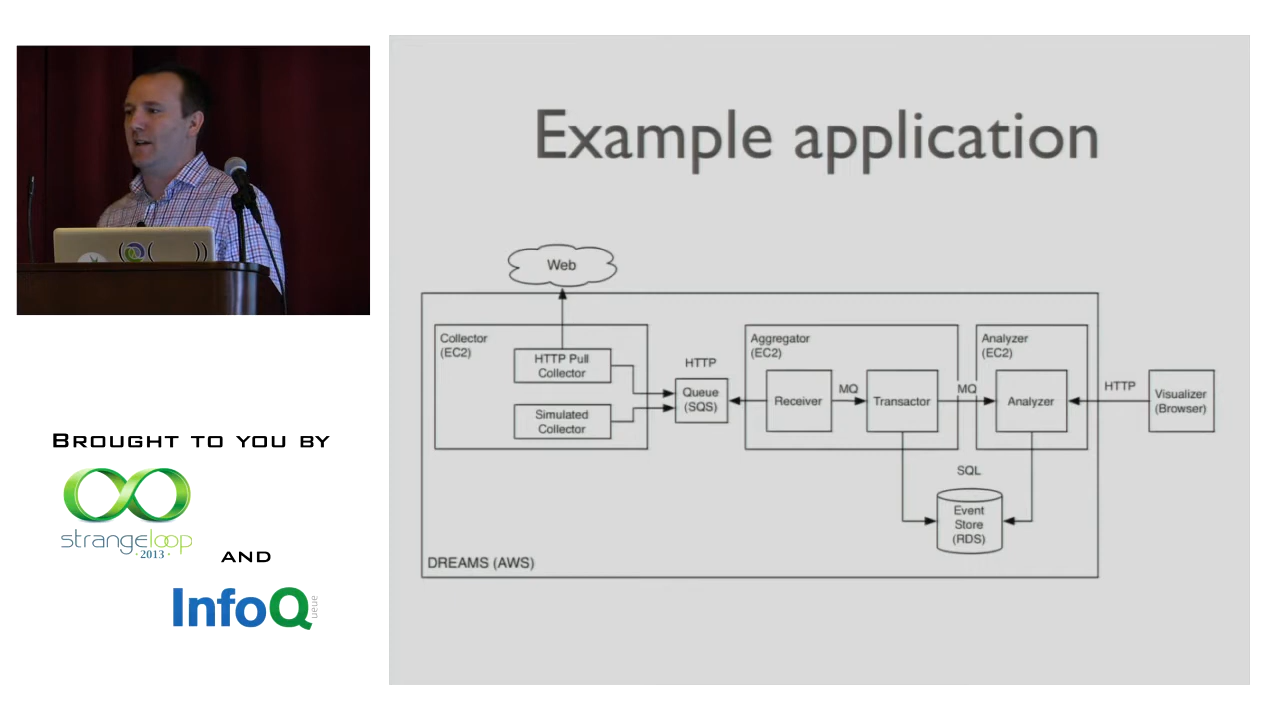 Example application
Web
Collector
(EC2)
HTTP Pull
Collector
Simulated
Collector
HTTP
Queue
(SQS)
Aggregator
(EC2)
Receiver
MQ
Transactor
MQ
Analyzer
(EC2)
Analyzer
HTTP
Visualizer
(Browser)
SQL
Event
Store
(RDS)
DREAMS (AWS)
BROUGHT TO YOU BY
strangeloop
· 2013 ·
AND
InfoQ
ueue